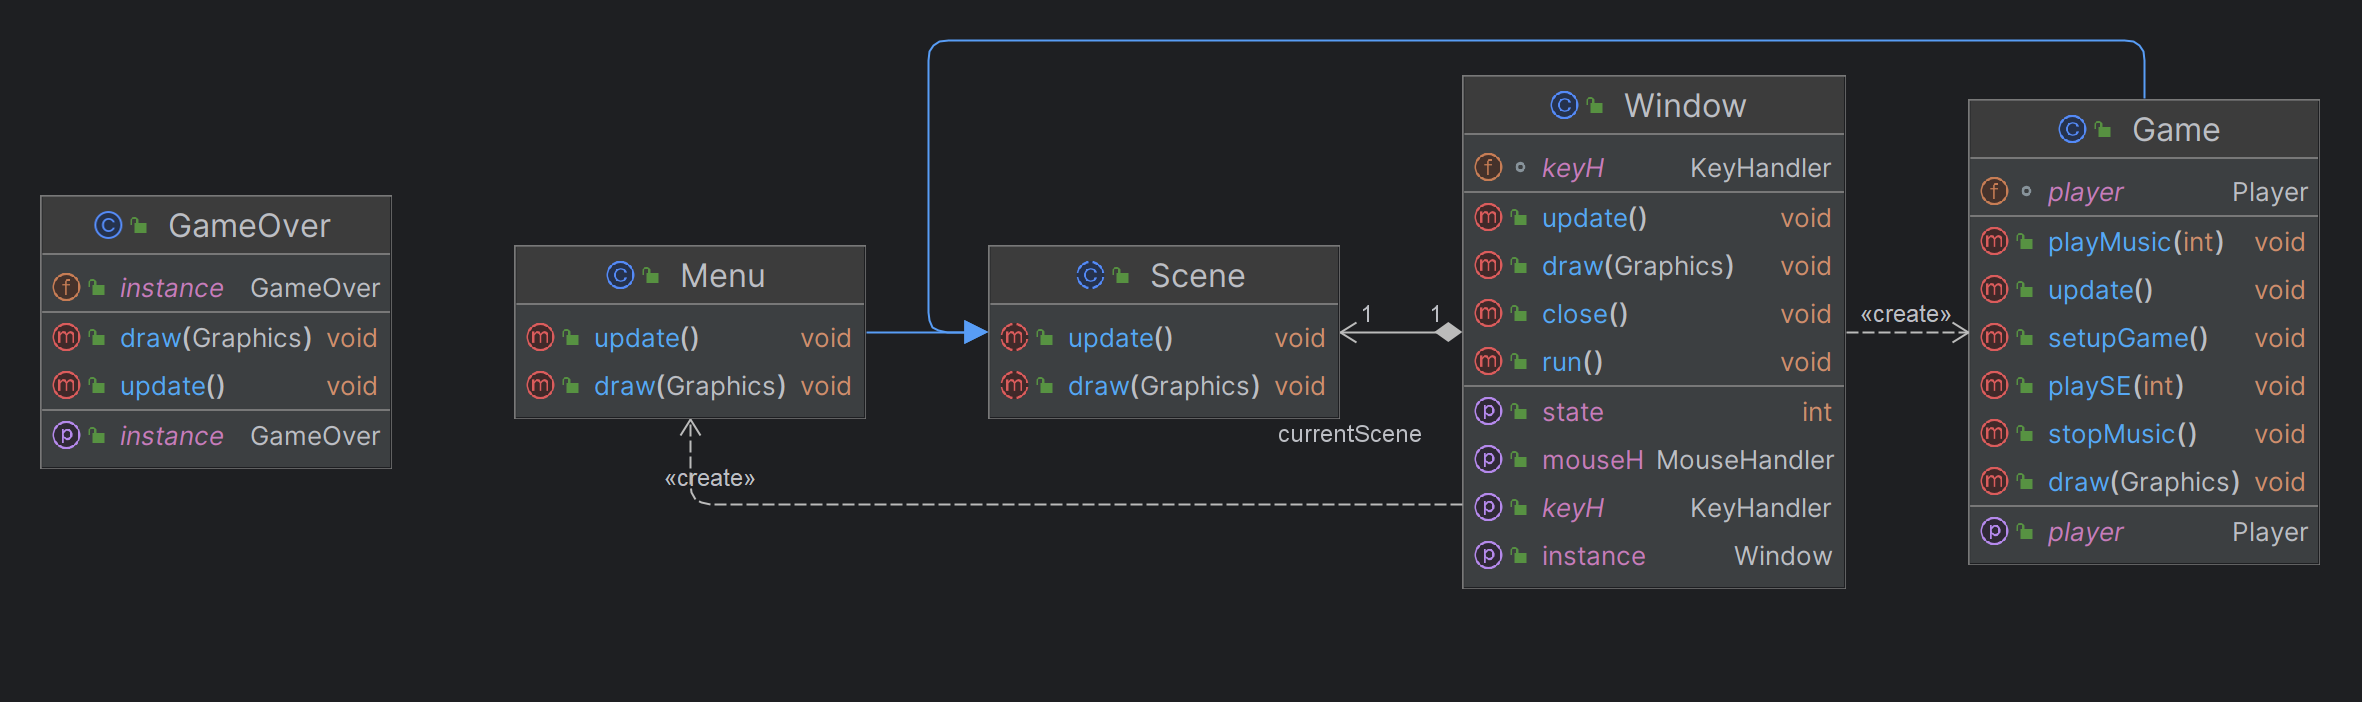 GameOver
instance GameOver
draw(Graphics) void
update() void
instance GameOver
Menu
update() void
draw(Graphics) void
«create»
Scene
update() void
draw(Graphics) void
1
1
currentScene
Window
keyH KeyHandler
update() void
draw(Graphics) void
close() void
run() void
state int
mouseH MouseHandler
keyH KeyHandler
instance Window
«create»
Game
player Player
playMusic(int) void
update() void
setupGame() void
playSE(int) void
stopMusic() void
draw(Graphics) void
player Player